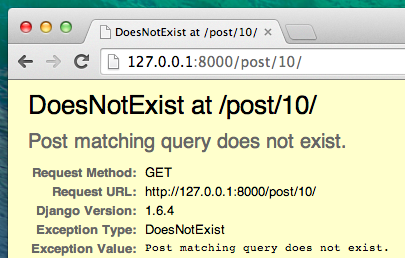 DoesNotExist at /post/10/
127.0.0.1:8000/post/10/
DoesNotExist at /post/10/
Post matching query does not exist.
Request Method: GET
Request URL: http://127.0.0.1:8000/post/10/
Django Version: 1.6.4
Exception Type: DoesNotExist
Exception Value: Post matching query does not exist.